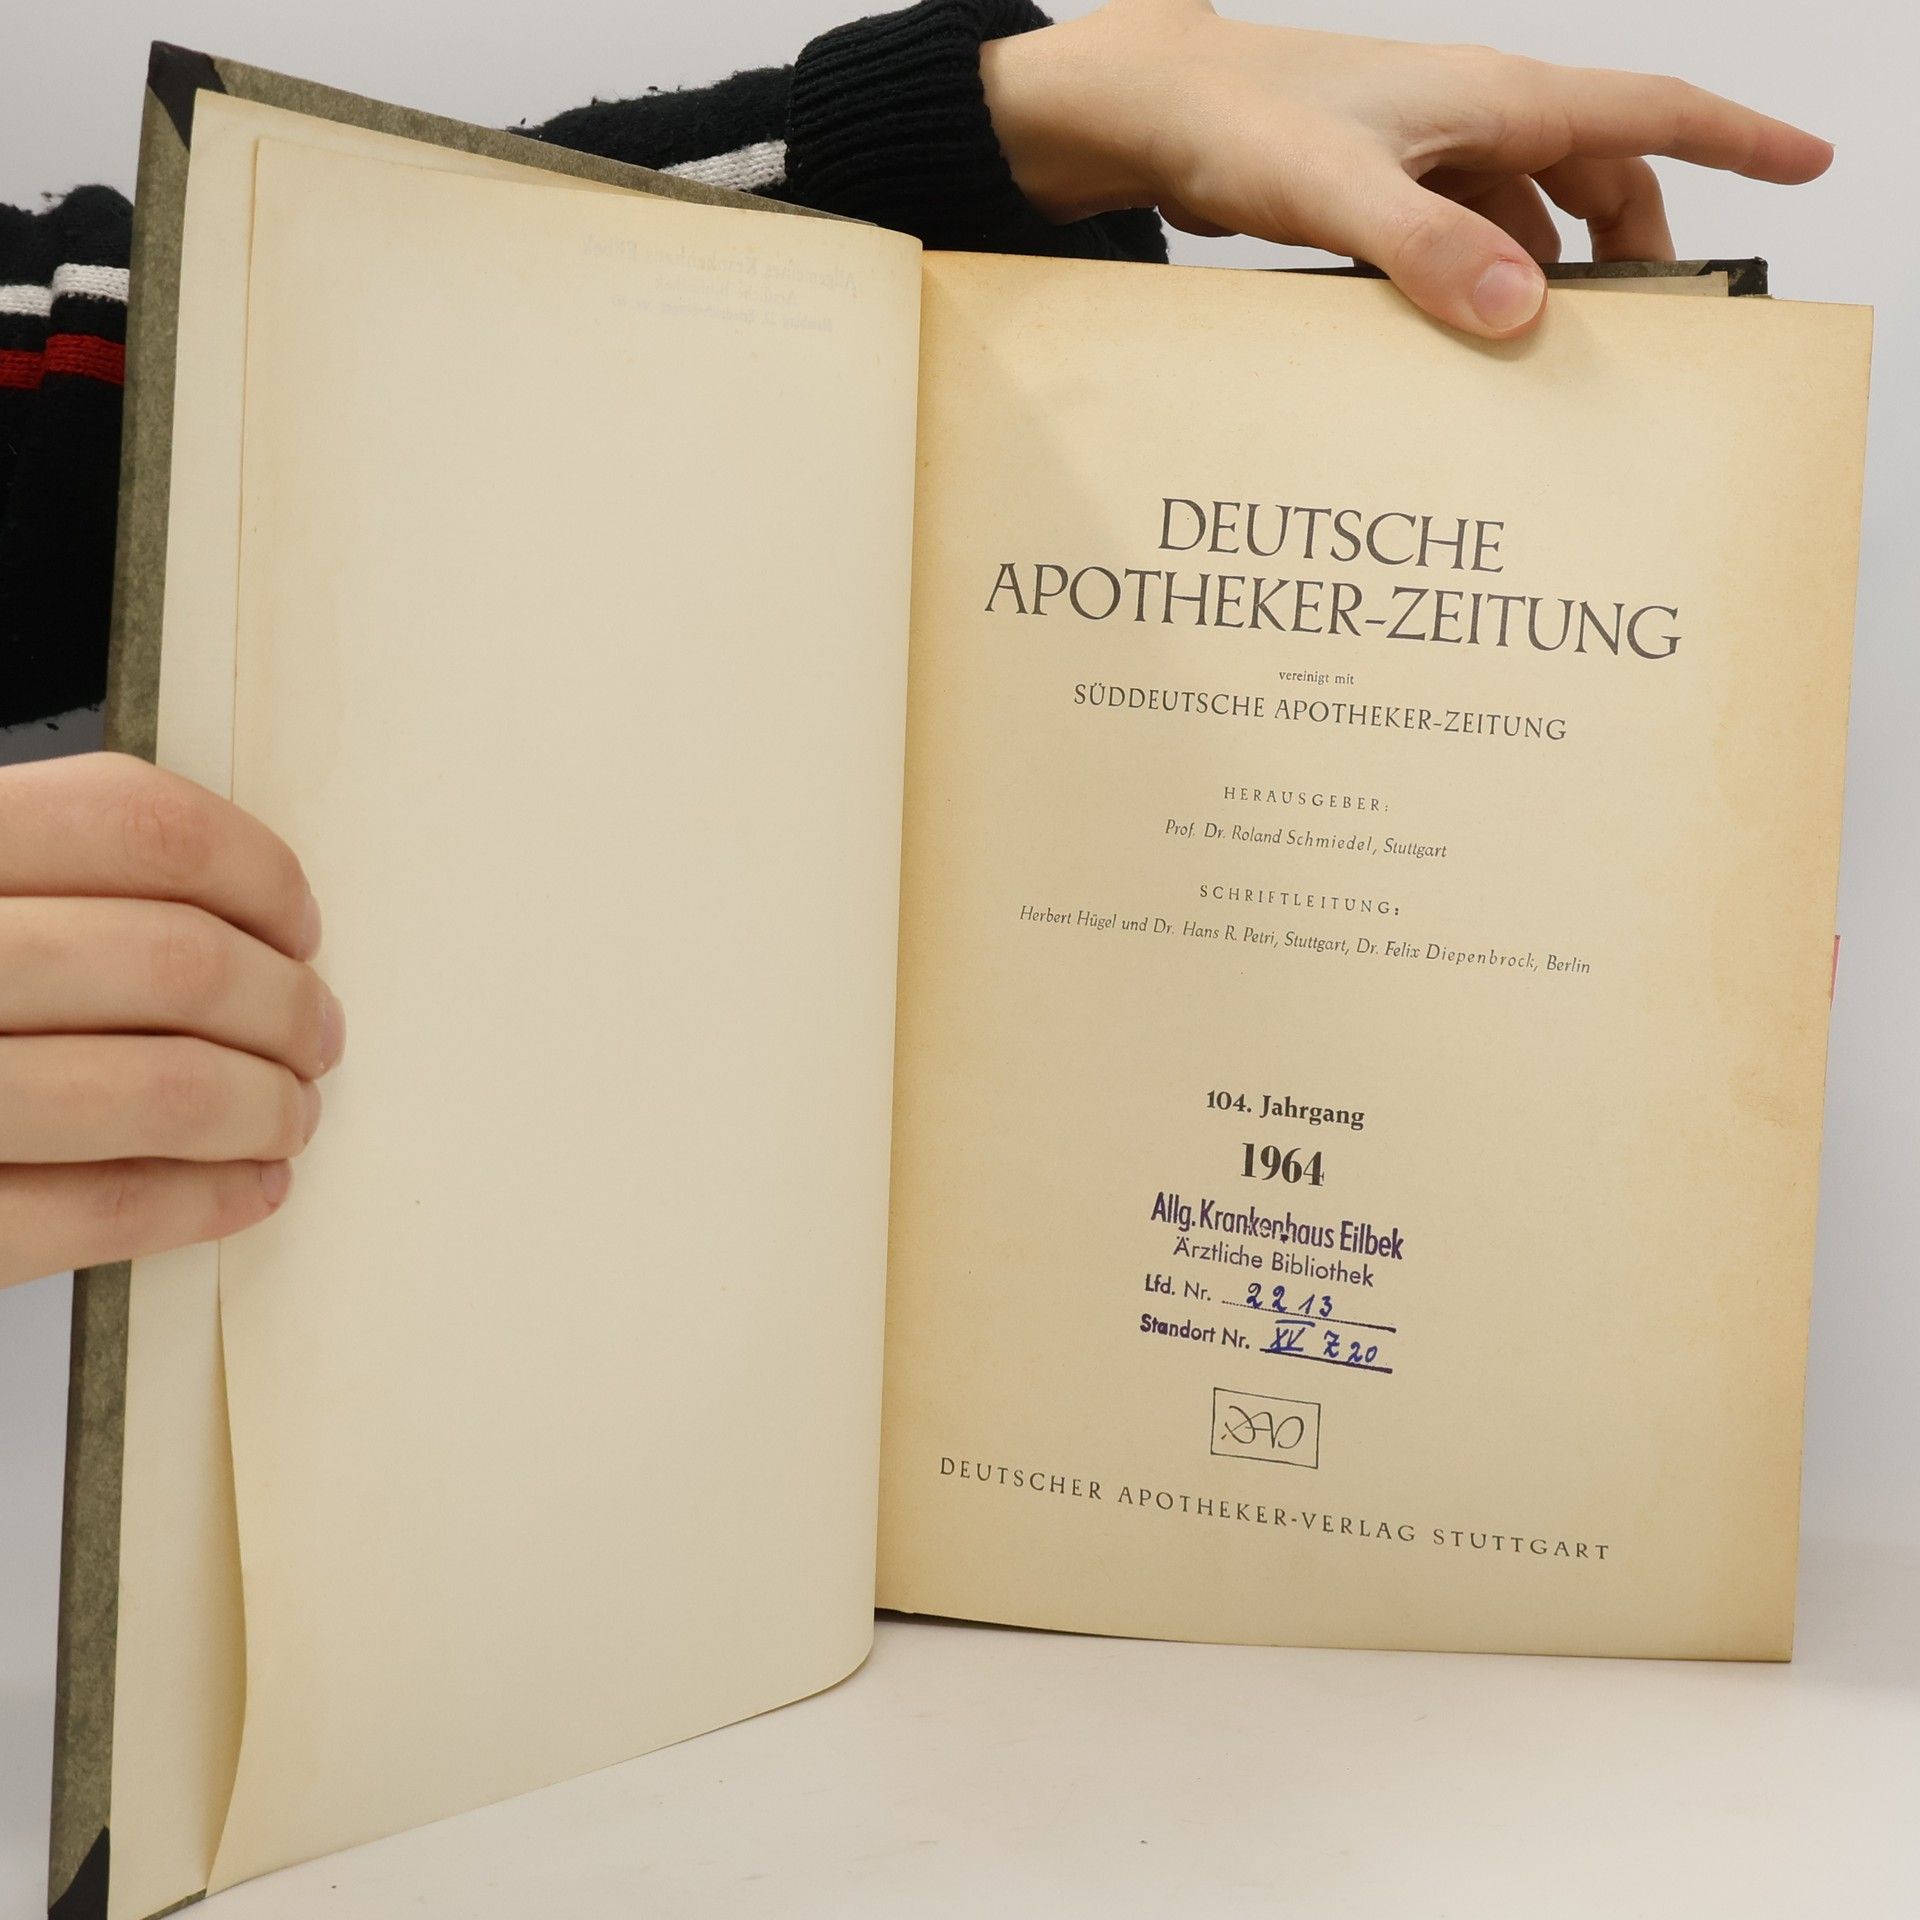 DEUTSCHE
APOTHEKER-ZEITUNG
vereinigt mit
SÜDDEUTSCHE APOTHEKER-ZEITUNG
HERAUSGEBER:
Prof. Dr. Roland Schmiedel, Stuttgart
SCHRIFTLEITUNG:
Herbert Hügel und Dr. Hans R. Petri, Stuttgart, Dr. Felix Diepenbrock, Berlin
104. Jahrgang
1964
Allg. Krankenhaus Eilbek
Ärztliche Bibliothek
Lfd. Nr. 2213
Standort Nr. XV Z 20
DAV
DEUTSCHER APOTHEKER-VERLAG STUTTGART